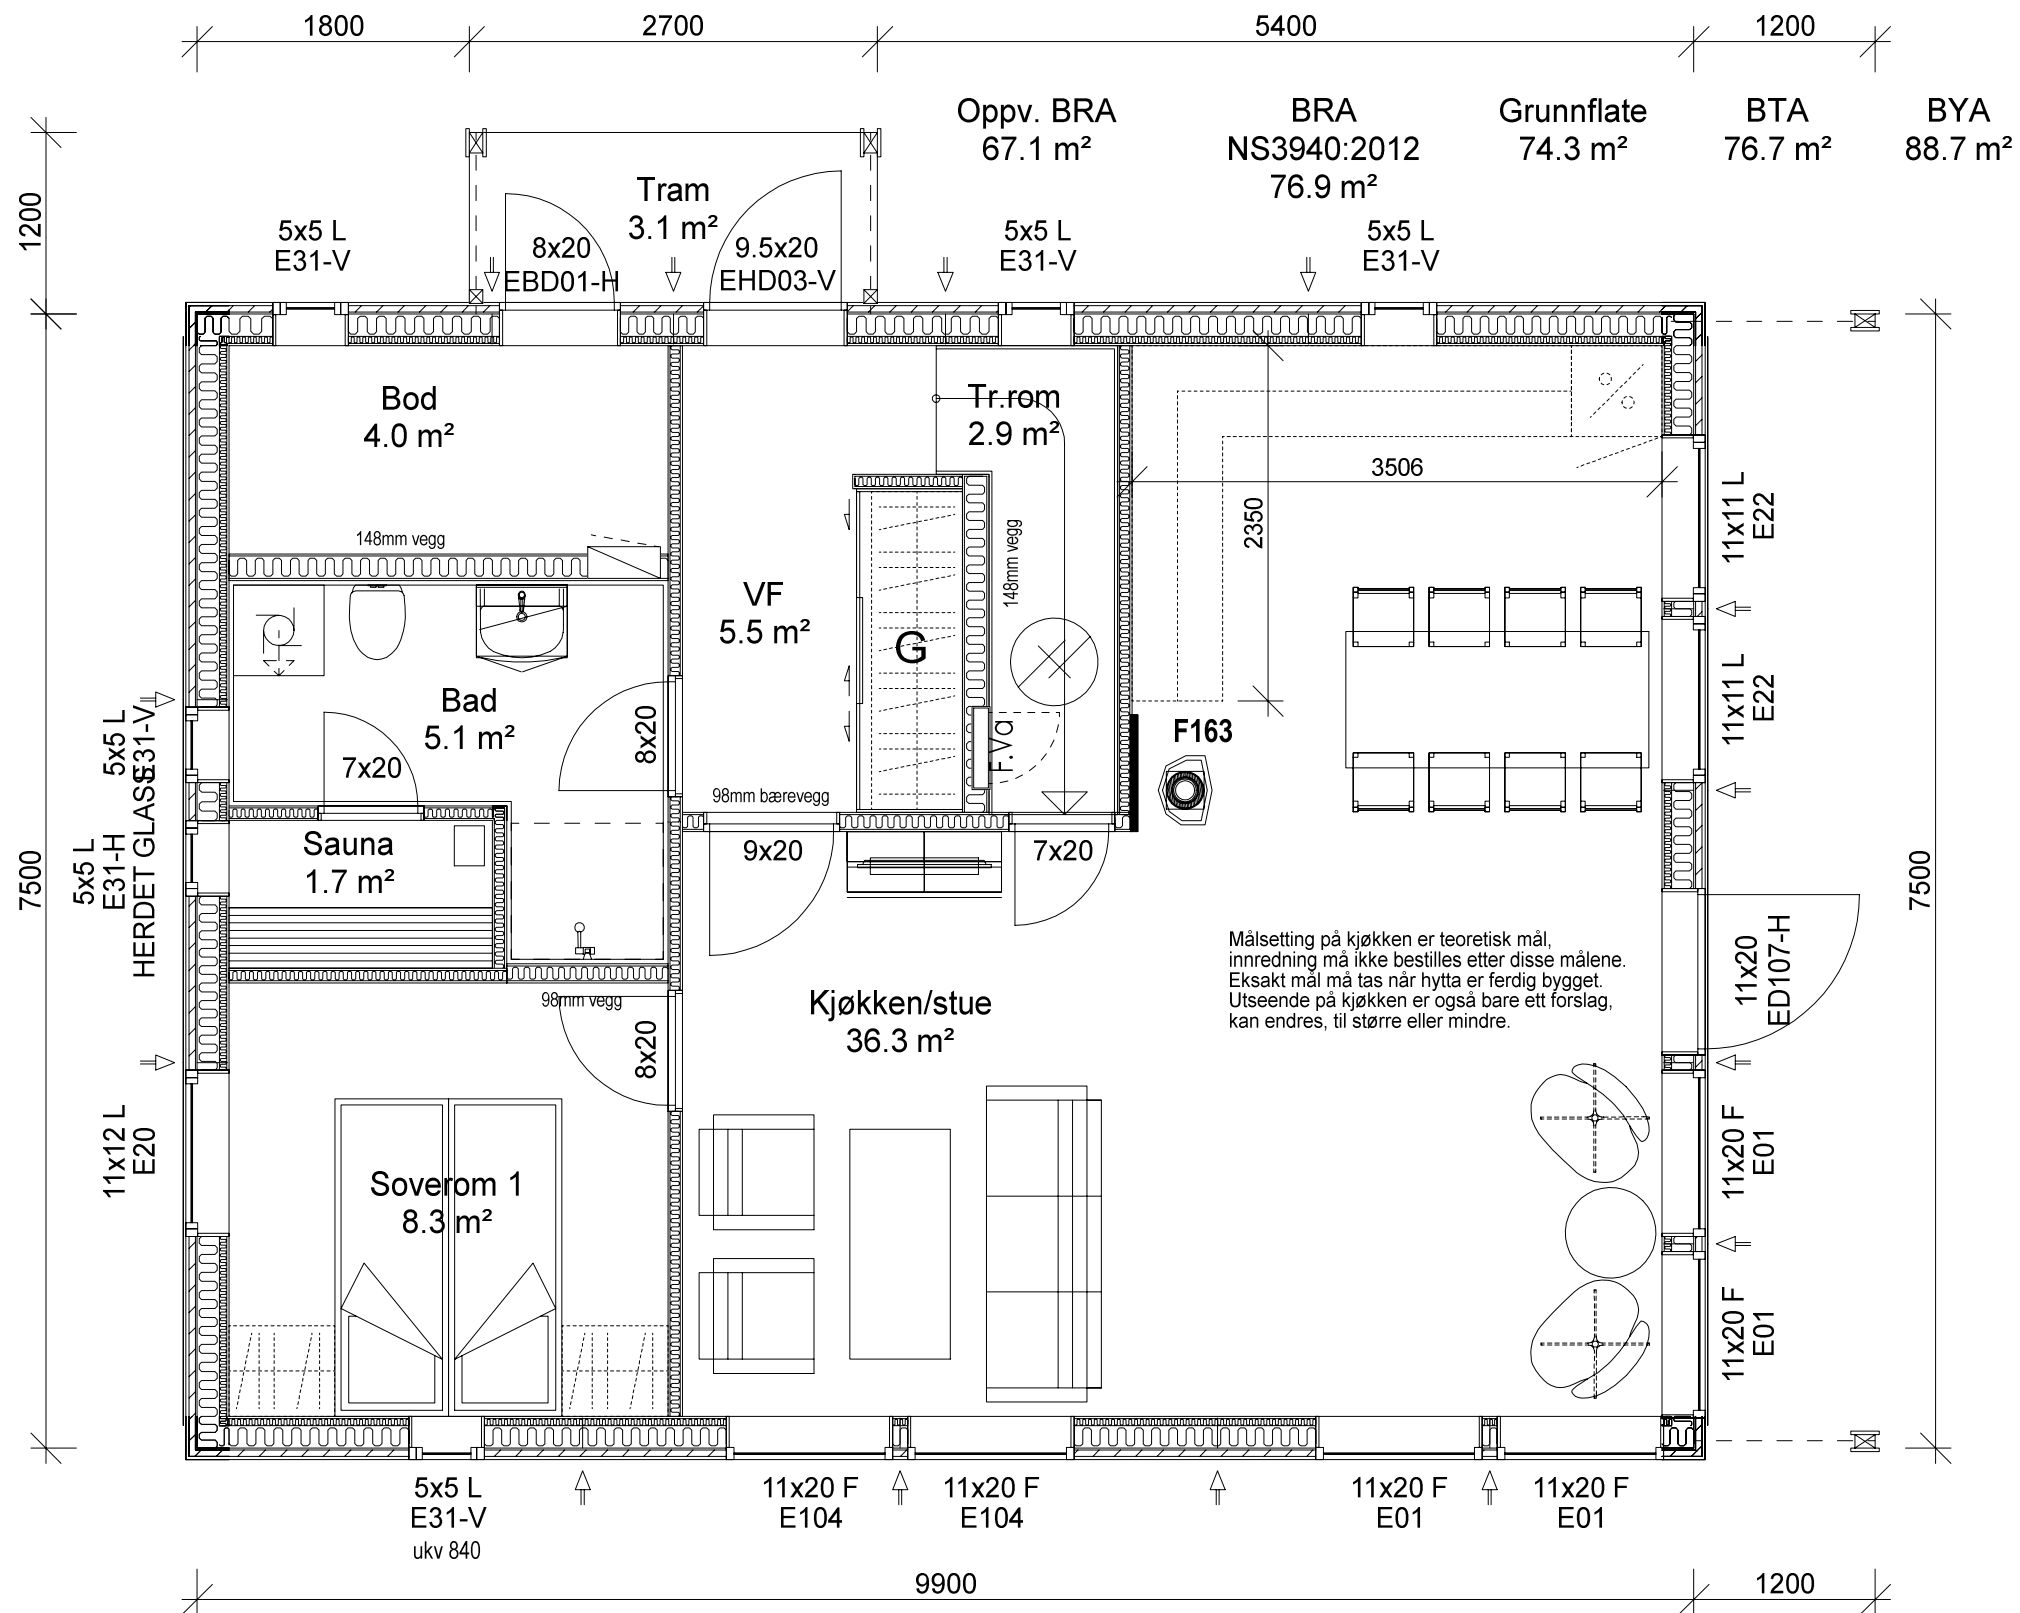 1800
2700
5400
1200
Oppv. BRA
67.1 m²
BRA
NS3940:2012
76.9 m²
Grunnflate
74.3 m²
BTA
76.7 m²
BYA
88.7 m²
1200
Tram
3.1 m²
5x5 L
E31-V
8x20
EBD01-H
9.5x20
EHD03-V
5x5 L
E31-V
5x5 L
E31-V
Bod
4.0 m²
Tr.rom
2.9 m²
3506
2350
11x11 L
E22
148mm vegg
148mm vegg
VF
5.5 m²
G
Bad
5.1 m²
8x20
7x20
F.Va
F163
11x11 L
E22
5x5 L
E31-V
98mm bærevegg
5x5 L
E31-H
HERDET GLASS
Sauna
1.7 m²
9x20
7x20
7500
7500
Målsetting på kjøkken er teoretisk mål,
innredning må ikke bestilles etter disse målene.
Eksakt mål må tas når hytta er ferdig bygget.
Utseende på kjøkken er også bare ett forslag,
kan endres, til større eller mindre.
11x20
ED107-H
98mm vegg
8x20
Kjøkken/stue
36.3 m²
11x12 L
E20
Soverom 1
8.3 m²
11x20 F
E01
11x20 F
E01
5x5 L
E31-V
ukv 840
11x20 F
E104
11x20 F
E104
11x20 F
E01
11x20 F
E01
9900
1200